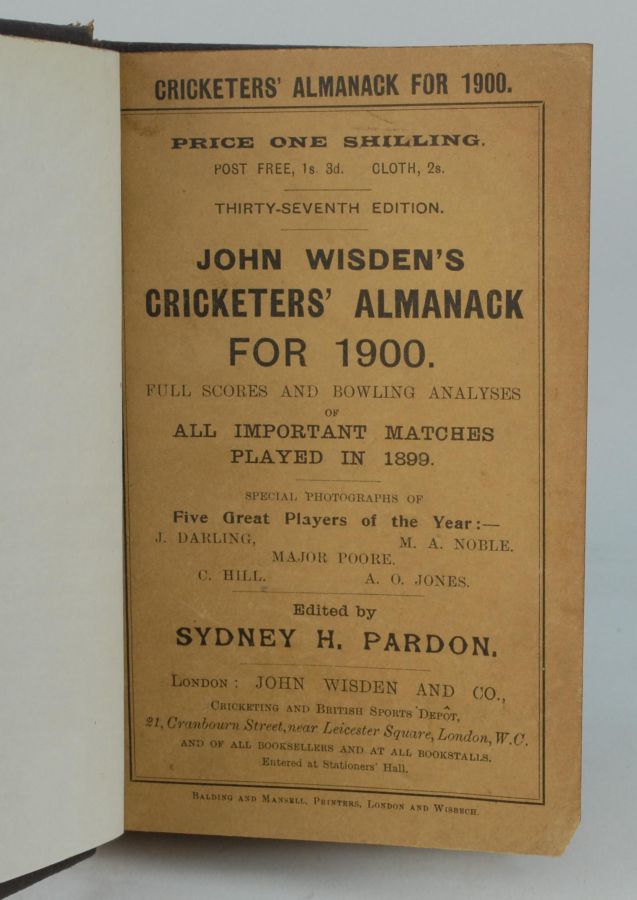 CRICKETERS' ALMANACK FOR 1900.
PRICE ONE SHILLING.
POST FREE, 1s. 3d. CLOTH, 2s.
THIRTY-SEVENTH EDITION.
JOHN WISDEN'S
CRICKETERS' ALMANACK
FOR 1900.
FULL SCORES AND BOWLING ANALYSES
OF
ALL IMPORTANT MATCHES
PLAYED IN 1899.
SPECIAL PHOTOGRAPHS OF
Five Great Players of the Year:—
J. DARLING, M. A. NOBLE.
MAJOR POORE.
C. HILL. A. O. JONES.
Edited by
SYDNEY H. PARDON.
LONDON: JOHN WISDEN AND CO.,
CRICKETING AND BRITISH SPORTS DEPÔT,
21, Cranbourn Street, near Leicester Square, London, W.C.
AND OF ALL BOOKSELLERS AND AT ALL BOOKSTALLS.
Entered at Stationers' Hall.
BALDING AND MANSELL, PRINTERS, LONDON AND WISBECH.